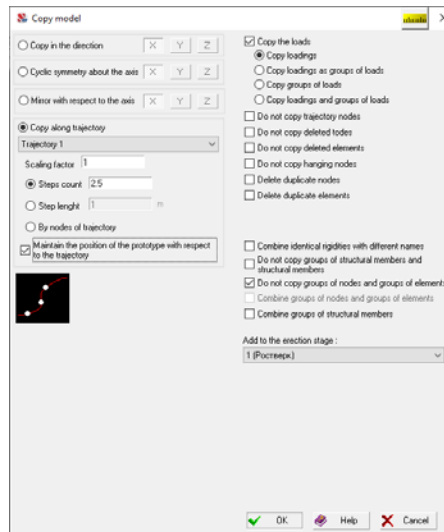 Copy model
Copy in the direction X Y Z
Cyclic symmetry about the axis X Y Z
Mirror with respect to the axis X Y Z
Copy along trajectory
Trajectory 1
Scaling factor 1
Steps count 2.5
Step lenght 1 m
By nodes of trajectory
Maintain the position of the prototype with respect
to the trajectory
Copy the loads
Copy loadings
Copy loadings as groups of loads
Copy groups of loads
Copy loadings and groups of loads
Do not copy trajectory nodes
Do not copy deleted todes
Do not copy deleted elements
Do not copy hanging nodes
Delete duplicate nodes
Delete duplicate elements
Combine identical rigidities with different names
Do not copy groups of structural members and
structural members
Do not copy groups of nodes and groups of elements
Combine groups of nodes and groups of elements
Combine groups of structural members
Add to the erection stage :
1 (Ростверк)
OK Help Cancel